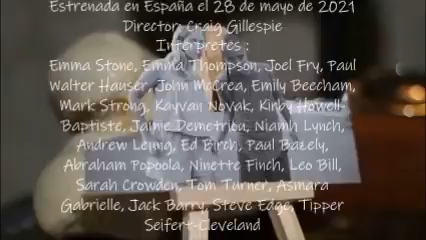 Estrenada en España el 28 de mayo de 2021
Director: Craig Gillespie
Intérpretes :
Emma Stone, Emma Thompson, Joel Fry, Paul
Walter Hauser, John McCrea, Emily Beecham,
Mark Strong, Kayvan Novak, Kirby Howell-
Baptiste, Jamie Demetriou, Niamh Lynch,
Andrew Leung, Ed Birch, Paul Bazely,
Abraham Popoola, Ninette Finch, Leo Bill,
Sarah Crowden, Tom Turner, Asmara
Gabrielle, Jack Barry, Steve Edge, Tipper
Seifert-Cleveland